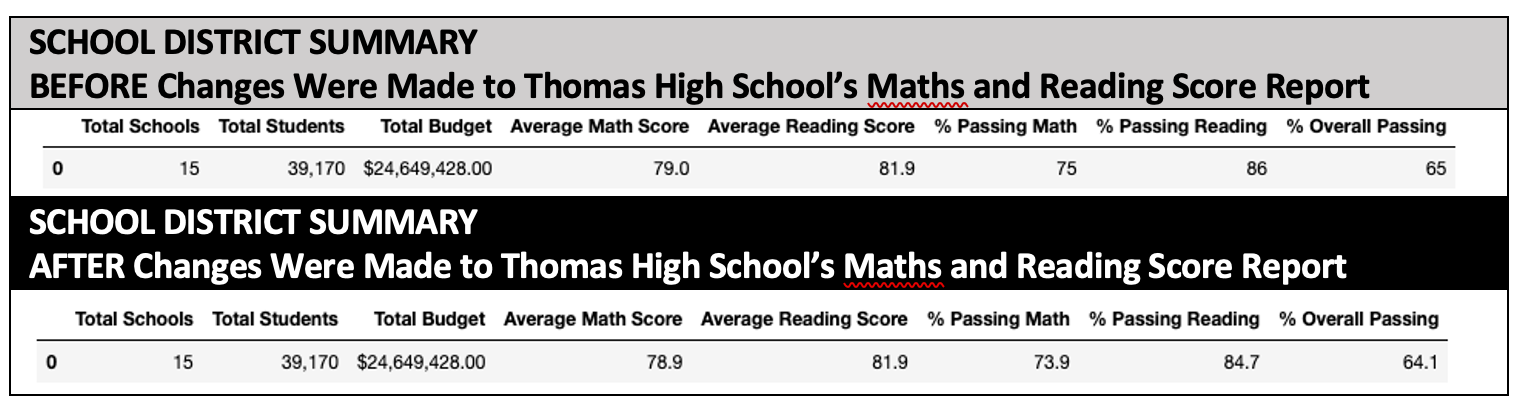 SCHOOL DISTRICT SUMMARY
BEFORE Changes Were Made to Thomas High School’s Maths and Reading Score Report
Total Schools Total Students Total Budget Average Math Score Average Reading Score % Passing Math % Passing Reading % Overall Passing
0 15 39,170 $24,649,428.00 79.0 81.9 75 86 65
SCHOOL DISTRICT SUMMARY
AFTER Changes Were Made to Thomas High School’s Maths and Reading Score Report
Total Schools Total Students Total Budget Average Math Score Average Reading Score % Passing Math % Passing Reading % Overall Passing
0 15 39,170 $24,649,428.00 78.9 81.9 73.9 84.7 64.1